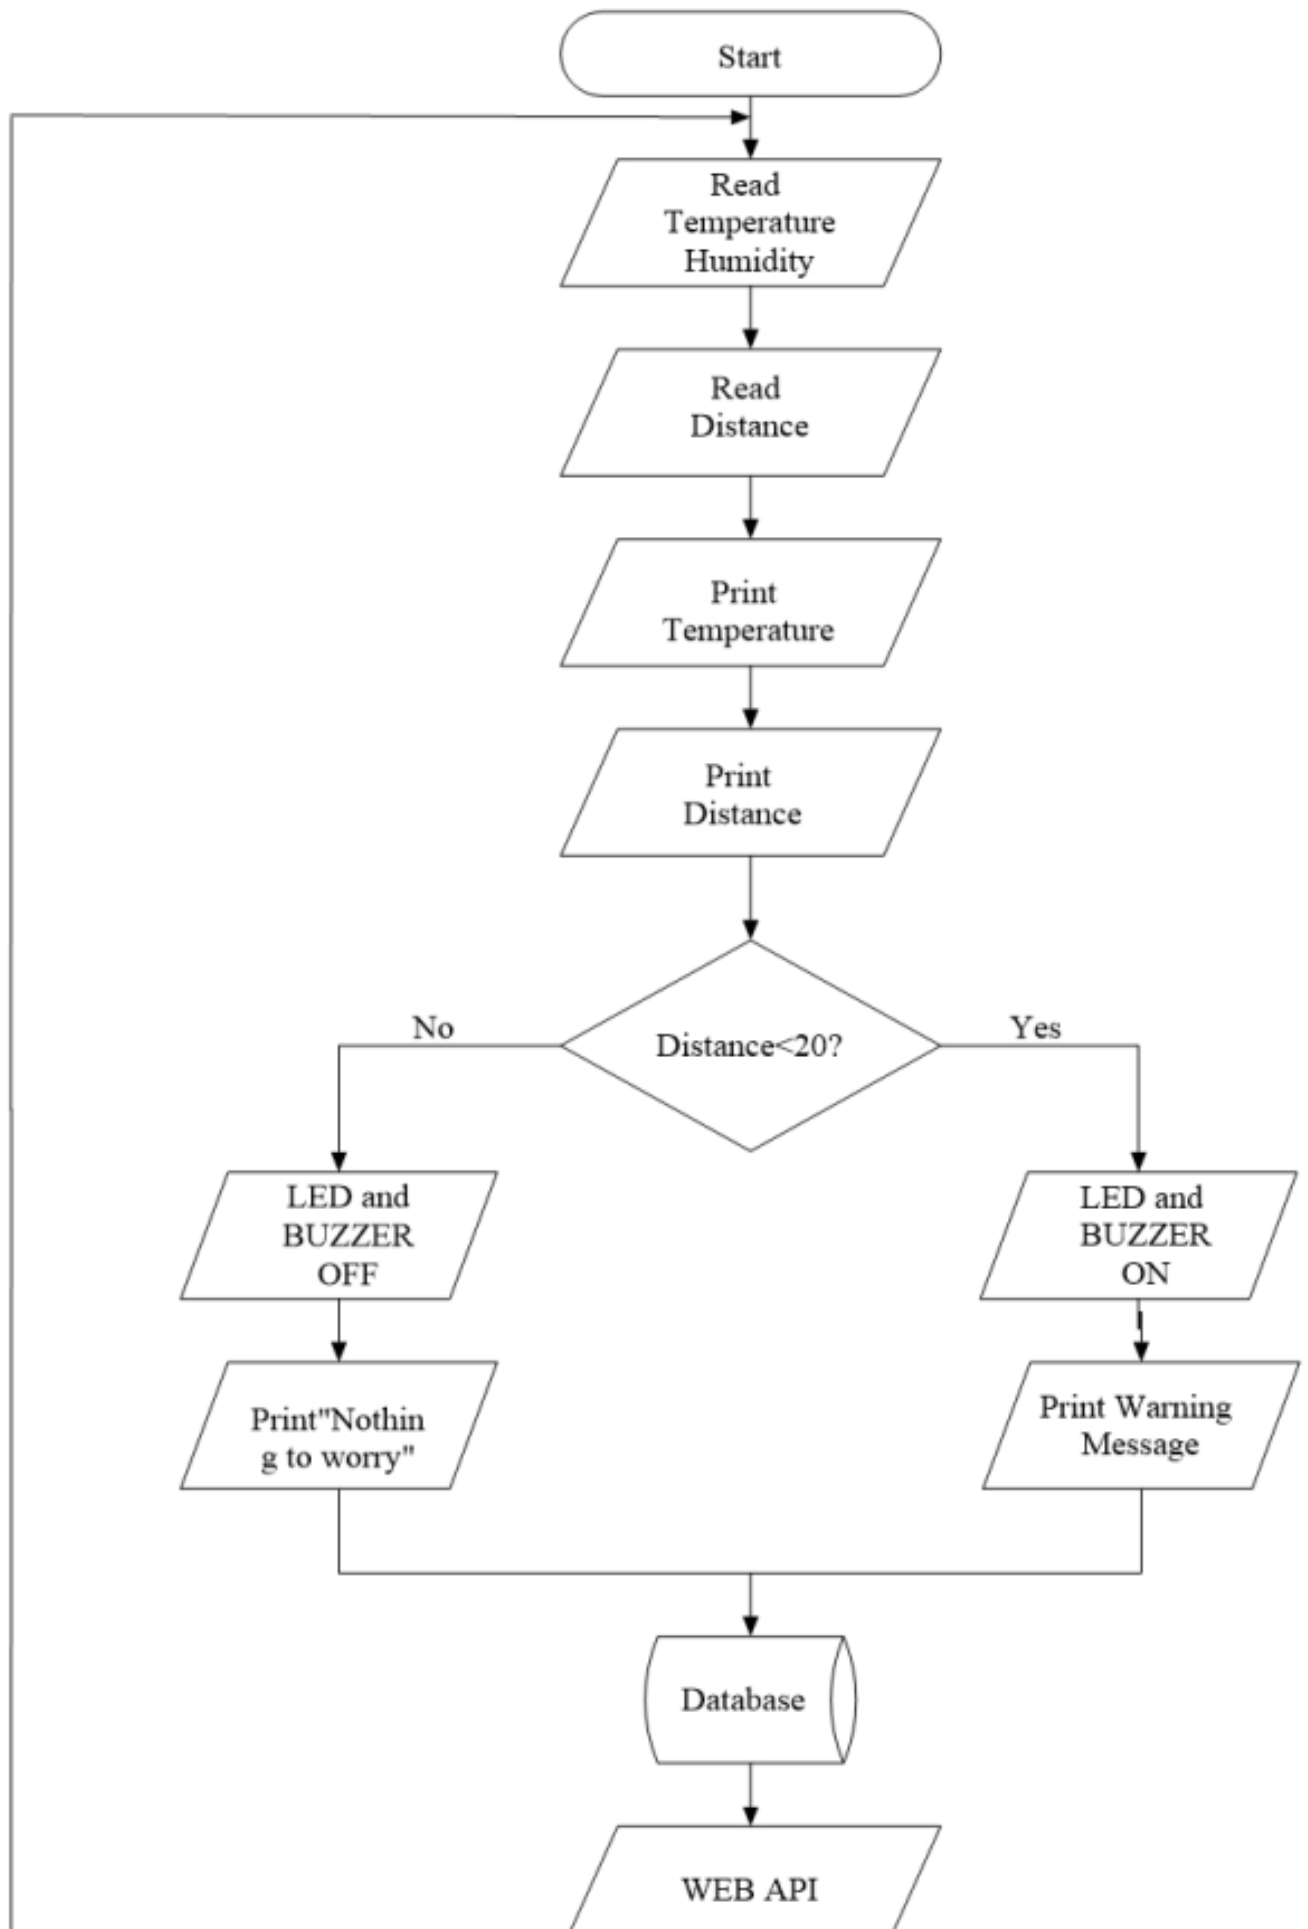 Start
Read
Temperature
Humidity
Read
Distance
Print
Temperature
Print
Distance
No
Distance<20?
Yes
LED and
BUZZER
OFF
LED and
BUZZER
ON
Print"Nothin
g to worry"
Print Warning
Message
Database
WEB API